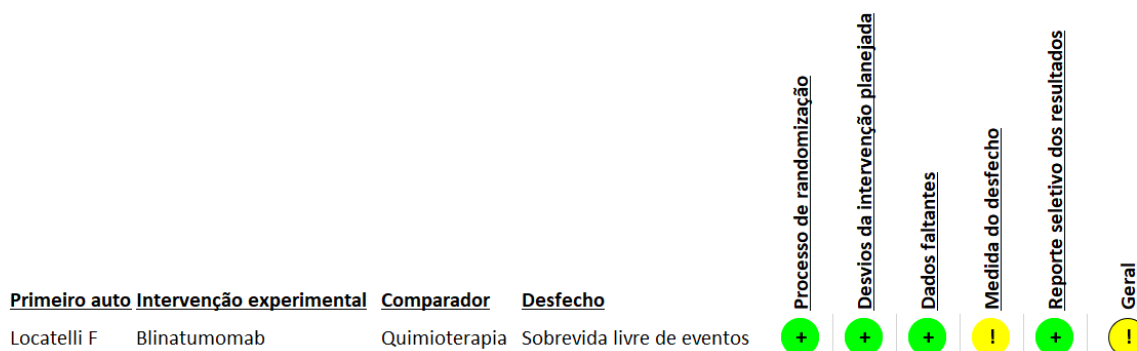 Processo de randomização
Desvios da intervenção planejada
Dados faltantes
Medida do desfecho
Reporte seletivo dos resultados
Geral
Primeiro auto Intervenção experimental Comparador Desfecho
Locatelli F Blinatumomab Quimioterapia Sobrevida livre de eventos + + + ! + !